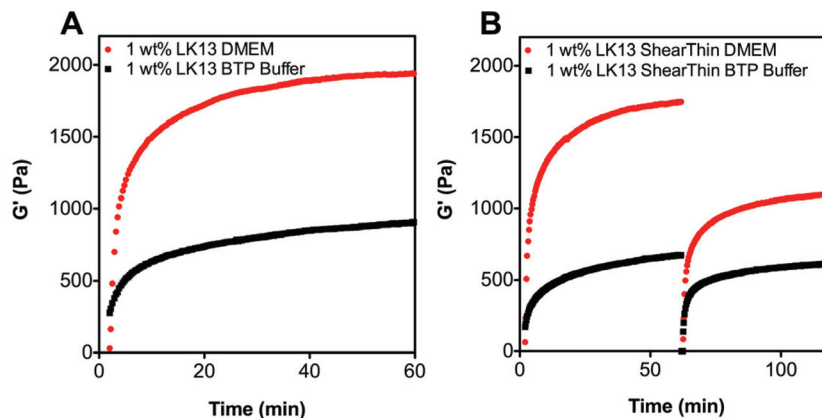 A
1 wt% LK13 DMEM
1 wt% LK13 BTP Buffer
2000
1500
1000
500
0
G' (Pa)
0 20 40 60
Time (min)
B
1 wt% LK13 ShearThin DMEM
1 wt% LK13 ShearThin BTP Buffer
2000
1500
1000
500
0
G' (Pa)
0 50 100
Time (min)